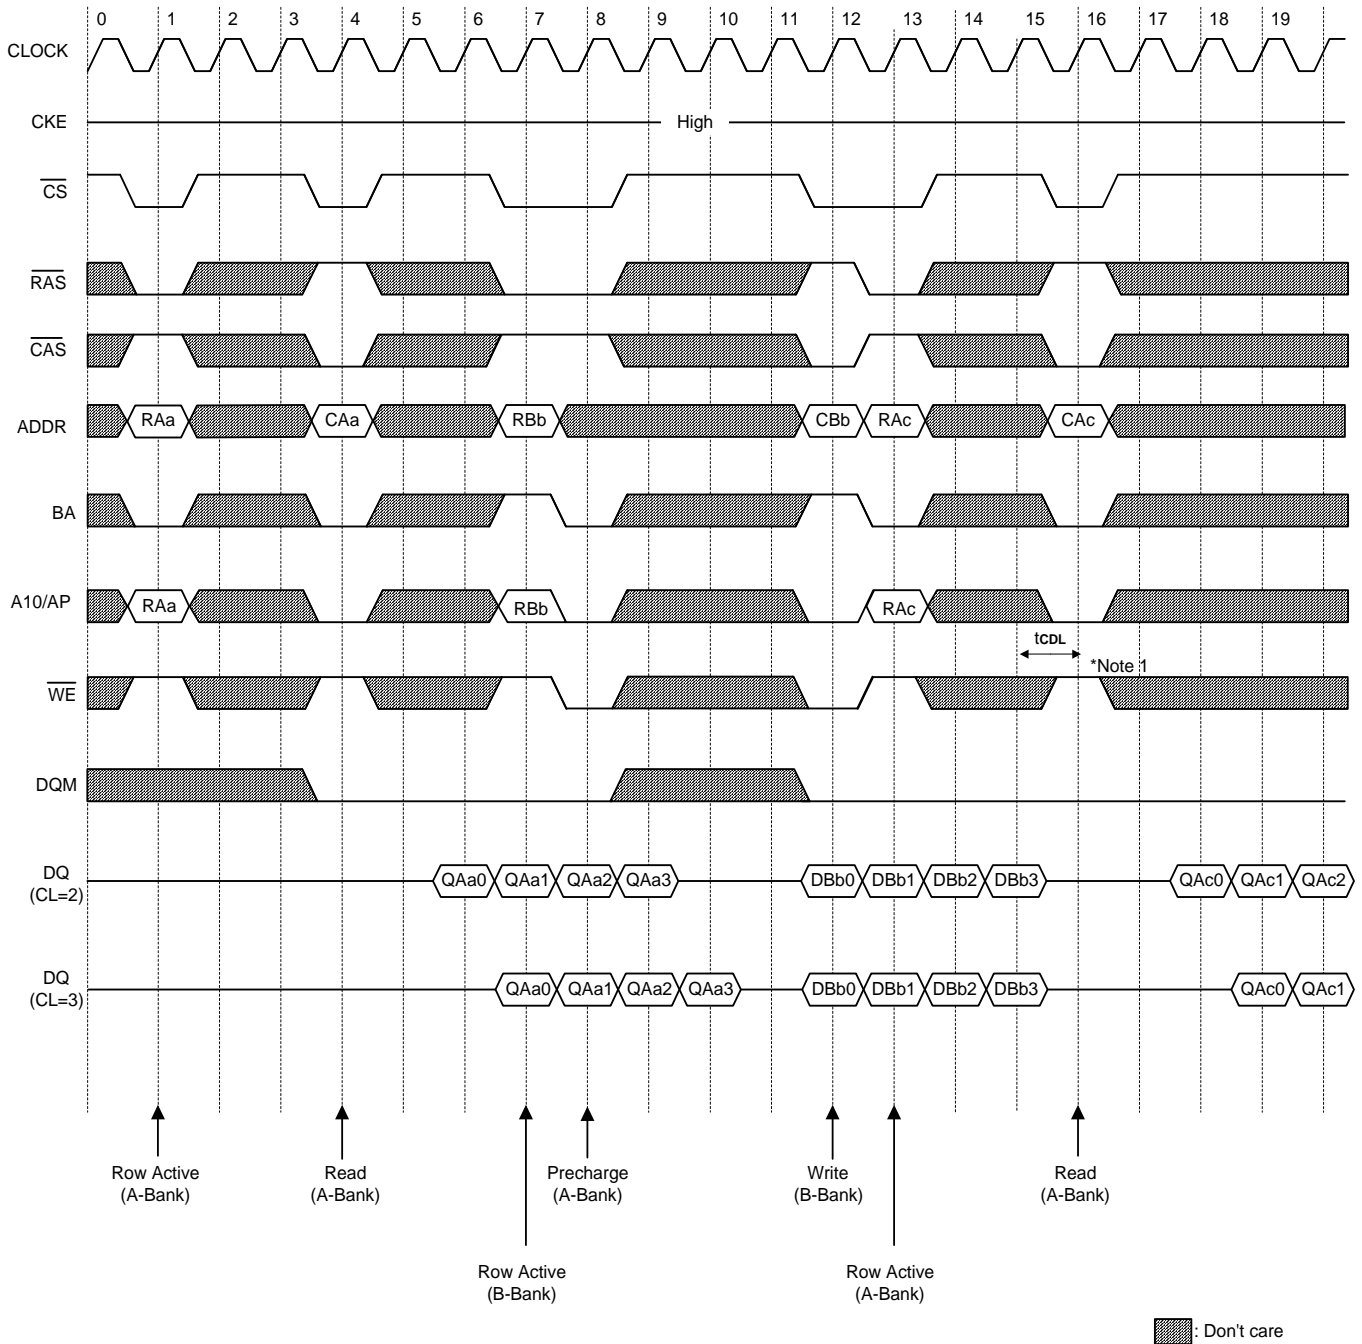 0 1 2 3 4 5 6 7 8 9 10 11 12 13 14 15 16 17 18 19
CLOCK
CKE High
CS
RAS
CAS
ADDR RAa CAa RBb CBb RAc CAc
BA
A10/AP RAa RBb RAc
tCDL
*Note 1
WE
DQM
DQ
(CL=2) QAa0 QAa1 QAa2 QAa3 DBb0 DBb1 DBb2 DBb3 QAc0 QAc1 QAc2
DQ
(CL=3) QAa0 QAa1 QAa2 QAa3 DBb0 DBb1 DBb2 DBb3 QAc0 QAc1
Row Active
(A-Bank)
Read
(A-Bank)
Precharge
(A-Bank)
Write
(B-Bank)
Read
(A-Bank)
Row Active
(B-Bank)
Row Active
(A-Bank)
: Don't care